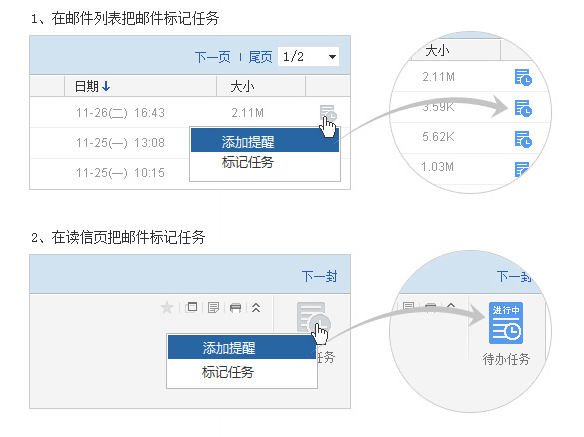 1、在邮件列表把邮件标记任务
下一页 | 尾页 1/2
日期 大小
11-26(二) 16:43 2.11M
11-25(一) 13:08
11-25(一) 10:15
添加提醒
标记任务
大小
2.11M
3.59K
5.62K
1.03M
2、在读信页把邮件标记任务
下一封
添加提醒
标记任务
任务
下一封
进行中
待办任务